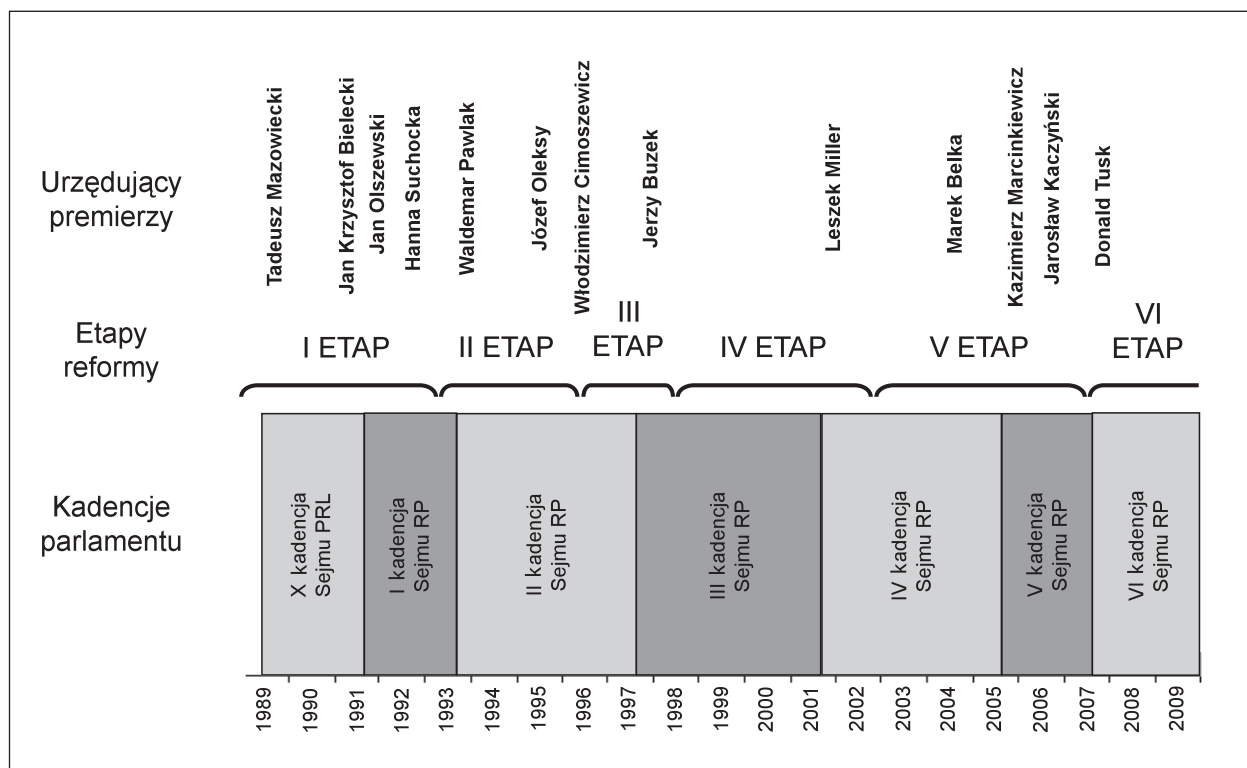 Urzędujący
premierzy
Tadeusz Mazowiecki
Jan Krzysztof Bielecki
Jan Olszewski
Hanna Suchocka
Waldemar Pawlak
Józef Oleksy
Włodzimierz Cimoszewicz
Jerzy Buzek
Leszek Miller
Marek Belka
Kazimierz Marcinkiewicz
Jarosław Kaczyński
Donald Tusk
Etapy
reformy
I ETAP
II ETAP
III
ETAP
IV ETAP
V ETAP
VI
ETAP
Kadencje
parlamentu
X kadencja
Sejmu PRL
I kadencja
Sejmu RP
II kadencja
Sejmu RP
III kadencja
Sejmu RP
IV kadencja
Sejmu RP
V kadencja
Sejmu RP
VI kadencja
Sejmu RP
1989
1990
1991
1992
1993
1994
1995
1996
1997
1998
1999
2000
2001
2002
2003
2004
2005
2006
2007
2008
2009